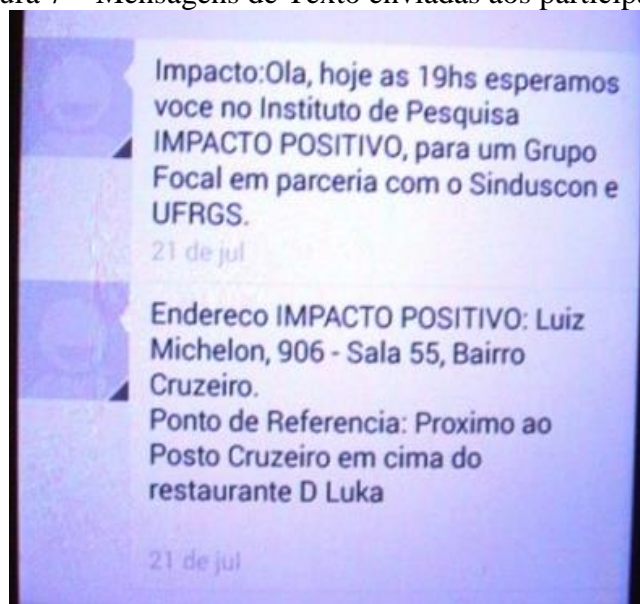 ura 7 – Mensagens de Texto enviadas aos particip
Impacto:Ola, hoje as 19hs esperamos
voce no Instituto de Pesquisa
IMPACTO POSITIVO, para um Grupo
Focal em parceria com o Sinduscon e
UFRGS.
21 de jul
Endereco IMPACTO POSITIVO: Luiz
Michelon, 906 - Sala 55, Bairro
Cruzeiro.
Ponto de Referencia: Proximo ao
Posto Cruzeiro em cima do
restaurante D Luka
21 de jul